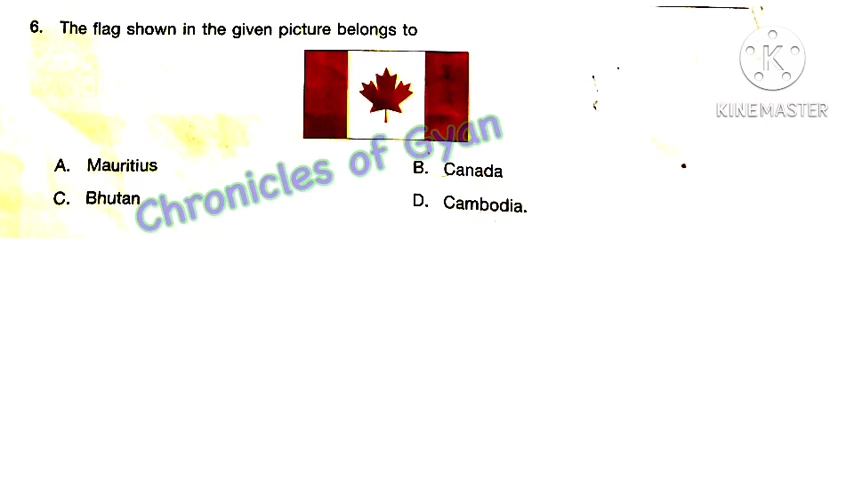 6. The flag shown in the given picture belongs to
KINEMASTER
A. Mauritius
B. Canada
C. Bhutan
D. Cambodia.
Chronicles of Gyan